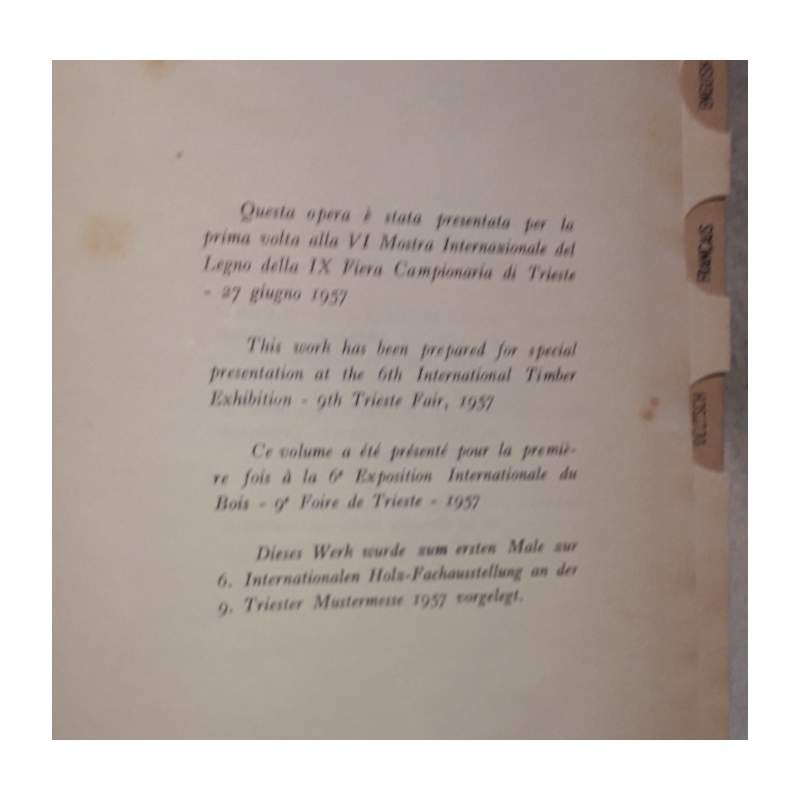 Questa opera è stata presentata per la
prima volta alla VI Mostra Internazionale del
Legno della IX Fiera Campionaria di Trieste
- 27 giugno 1957
This work has been prepared for special
presentation at the 6th International Timber
Exhibition - 9th Trieste Fair, 1957
Ce volume a été présenté pour la premiè-
re fois à la 6e Exposition Internationale du
Bois - 9e Foire de Trieste - 1957
Dieses Werk wurde zum ersten Male zur
6. Internationalen Holz-Fachausstellung an der
9. Triester Mustermesse 1957 vorgelegt.
ENGLISH
FRANÇAIS
DEUTSCH